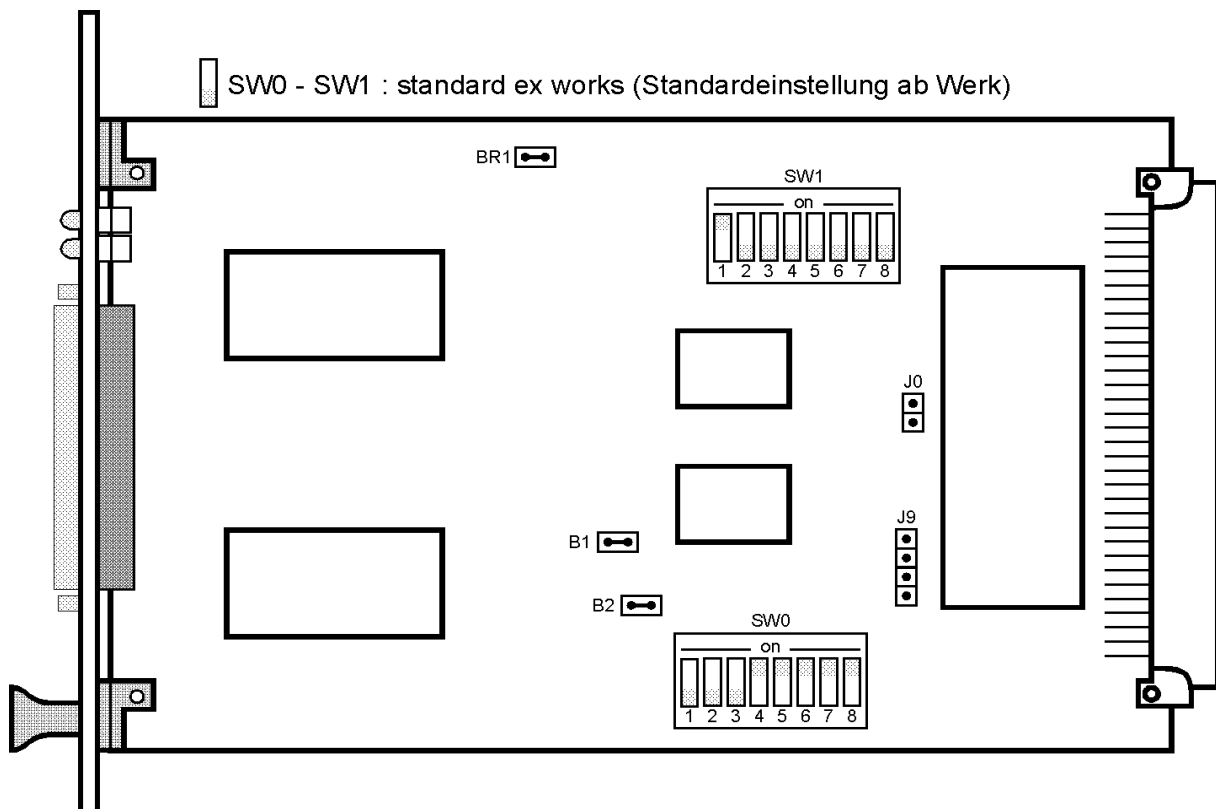 SW0 - SW1 : standard ex works (Standardeinstellung ab Werk)
BR1
SW1
on
1 2 3 4 5 6 7 8
J0
J9
B1
B2
SW0
on
1 2 3 4 5 6 7 8